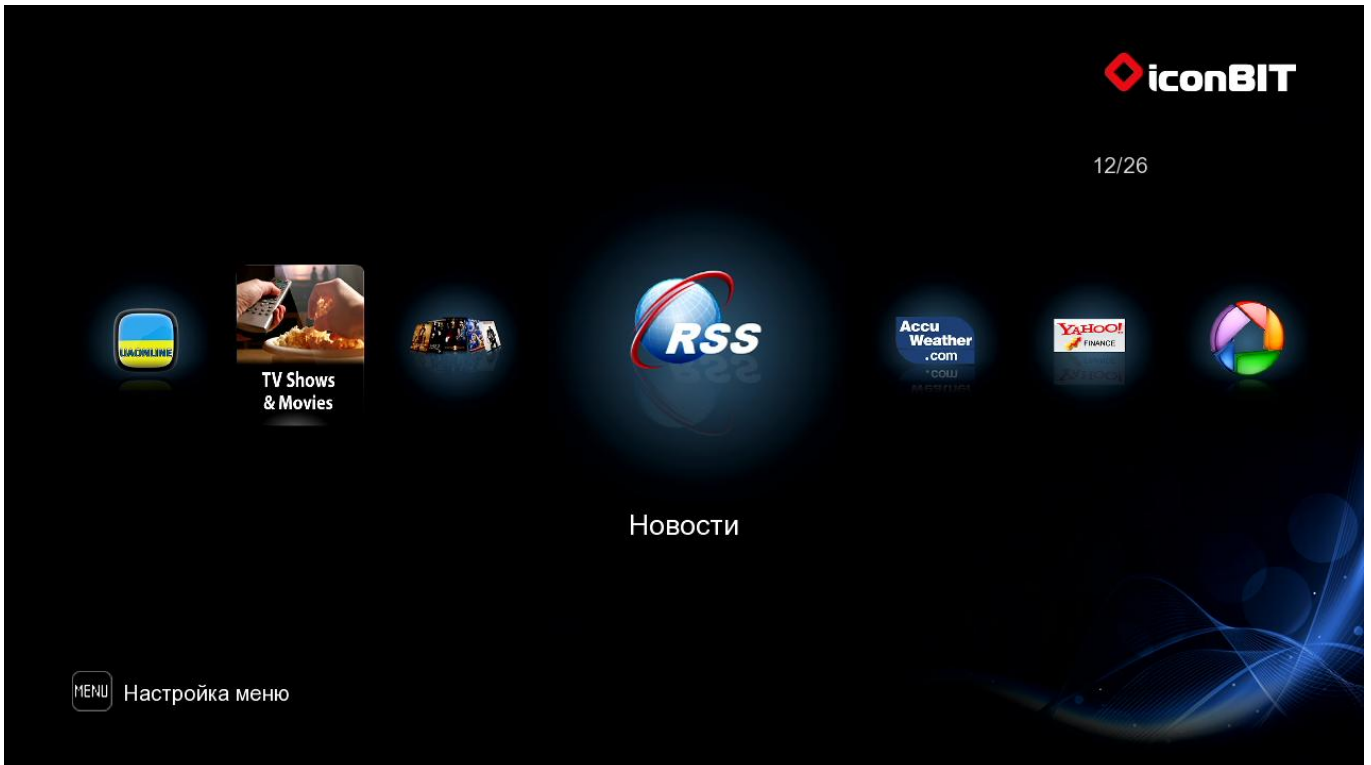 iconBIT
12/26
UAONLINE
TV Shows
& Movies
RSS
Accu
Weather
.com
YAHOO!
FINANCE
Новости
MENU Настройка меню